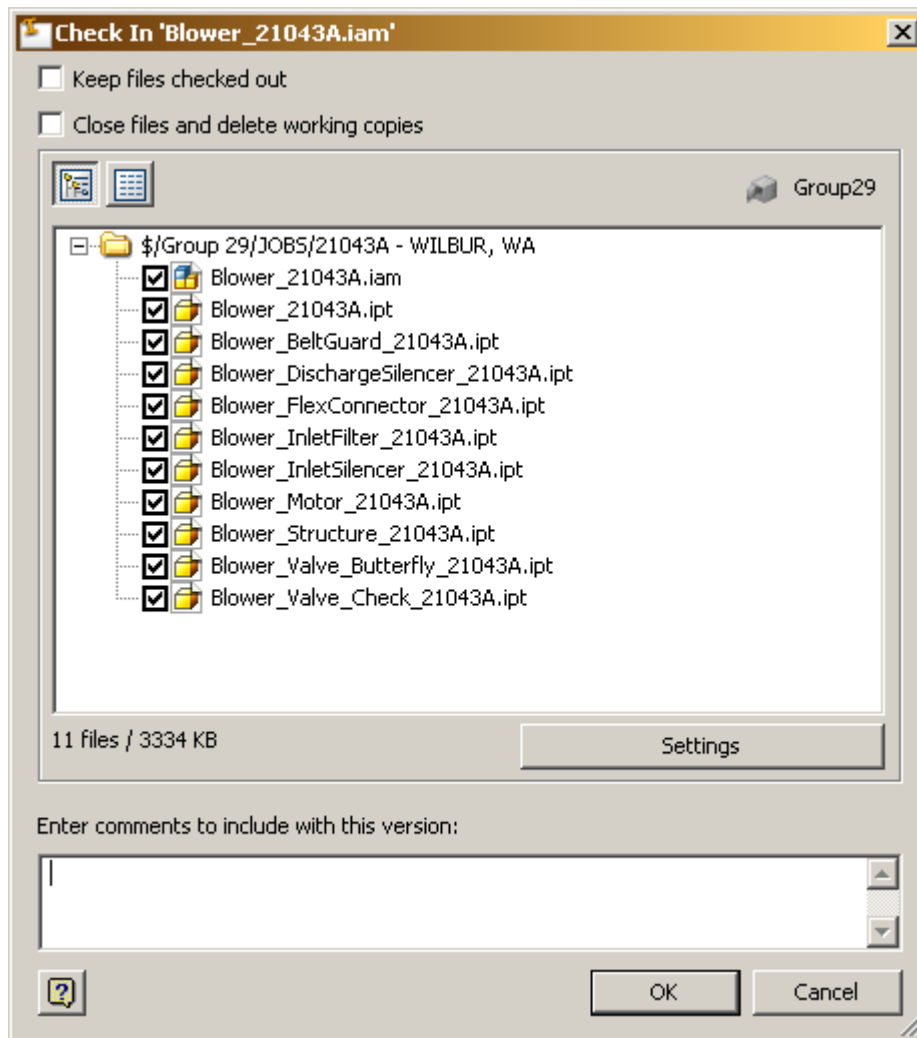 Check In 'Blower_21043A.iam'
Keep files checked out
Close files and delete working copies
Group29
$/Group 29/JOBS/21043A - WILBUR, WA
Blower_21043A.iam
Blower_21043A.ipt
Blower_BeltGuard_21043A.ipt
Blower_DischargeSilencer_21043A.ipt
Blower_FlexConnector_21043A.ipt
Blower_InletFilter_21043A.ipt
Blower_InletSilencer_21043A.ipt
Blower_Motor_21043A.ipt
Blower_Structure_21043A.ipt
Blower_Valve_Butterfly_21043A.ipt
Blower_Valve_Check_21043A.ipt
11 files / 3334 KB
Settings
Enter comments to include with this version:
OK
Cancel